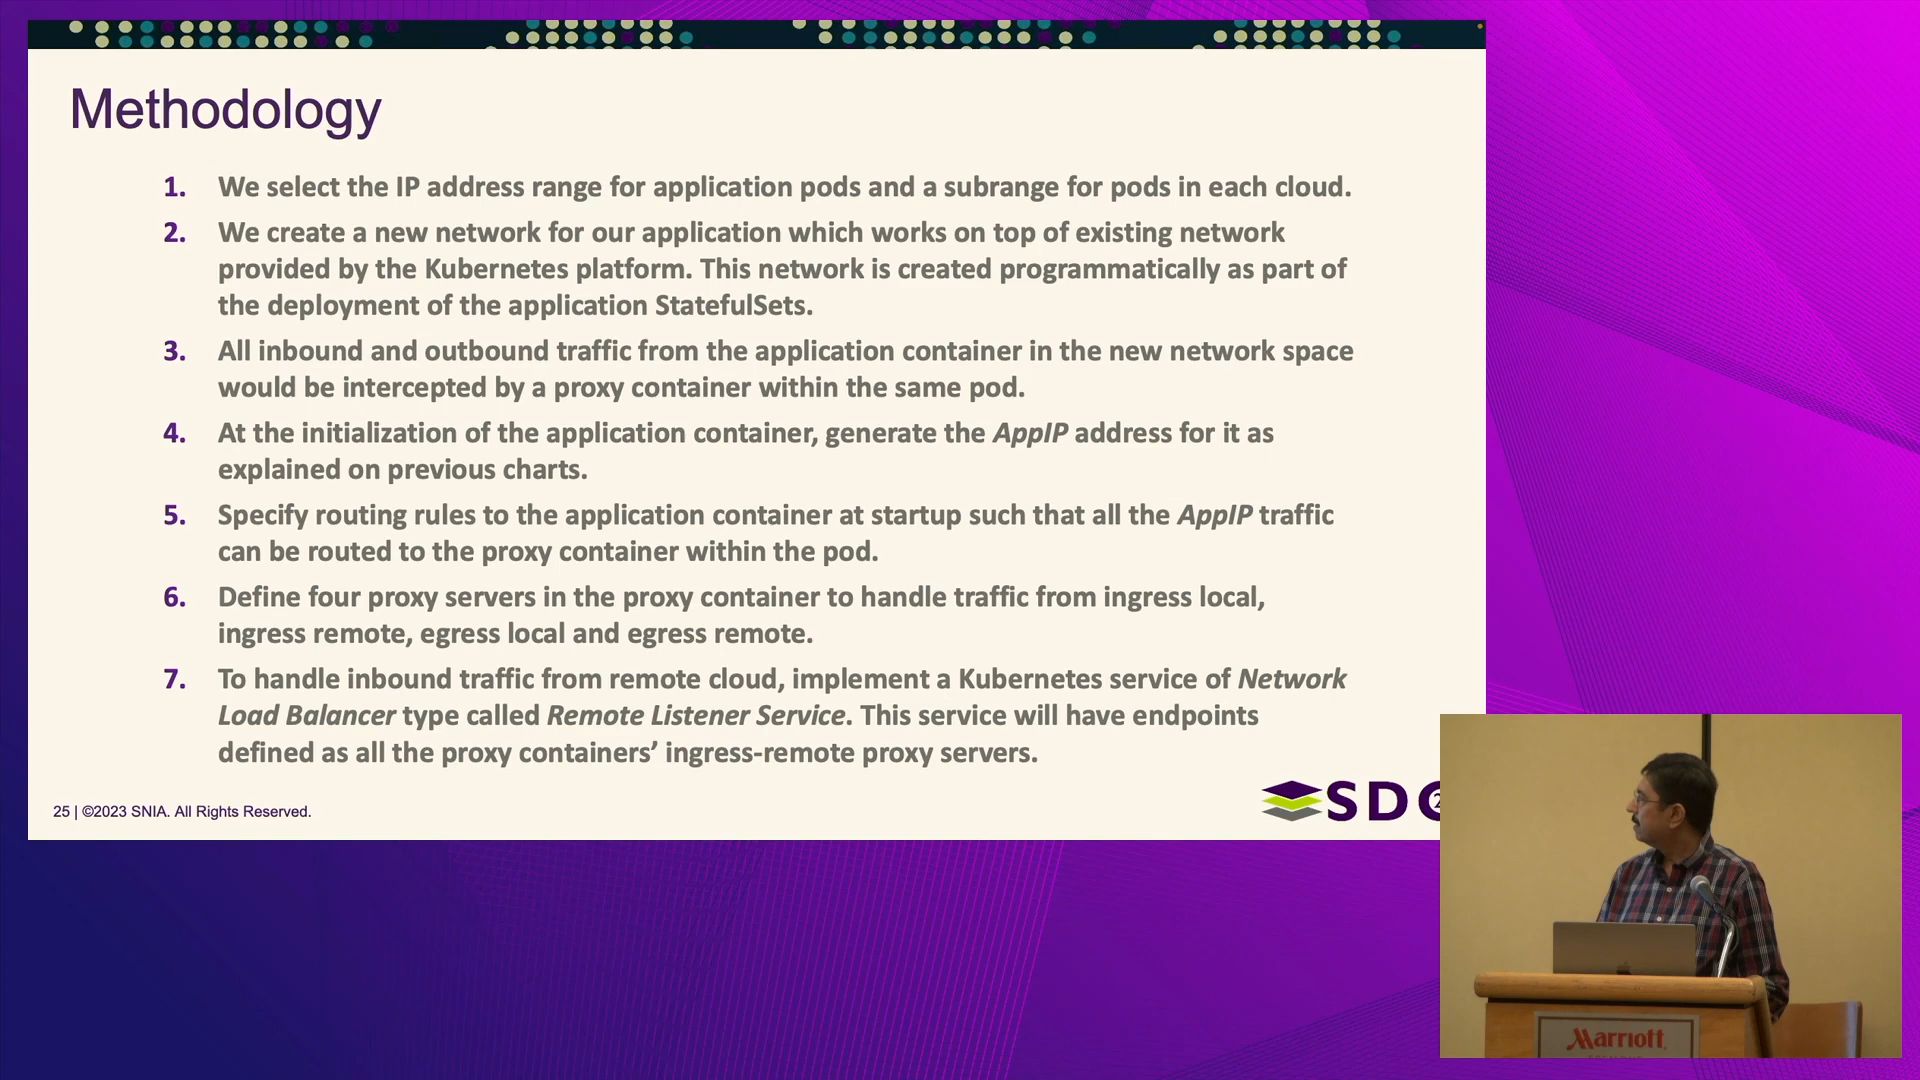 Methodology
1. We select the IP address range for application pods and a subrange for pods in each cloud.
2. We create a new network for our application which works on top of existing network
provided by the Kubernetes platform. This network is created programmatically as part of
the deployment of the application StatefulSets.
3. All inbound and outbound traffic from the application container in the new network space
would be intercepted by a proxy container within the same pod.
4. At the initialization of the application container, generate the AppIP address for it as
explained on previous charts.
5. Specify routing rules to the application container at startup such that all the AppIP traffic
can be routed to the proxy container within the pod.
6. Define four proxy servers in the proxy container to handle traffic from ingress local,
ingress remote, egress local and egress remote.
7. To handle inbound traffic from remote cloud, implement a Kubernetes service of Network
Load Balancer type called Remote Listener Service. This service will have endpoints
defined as all the proxy containers’ ingress-remote proxy servers.
25 | ©2023 SNIA. All Rights Reserved.
SD
Marriott